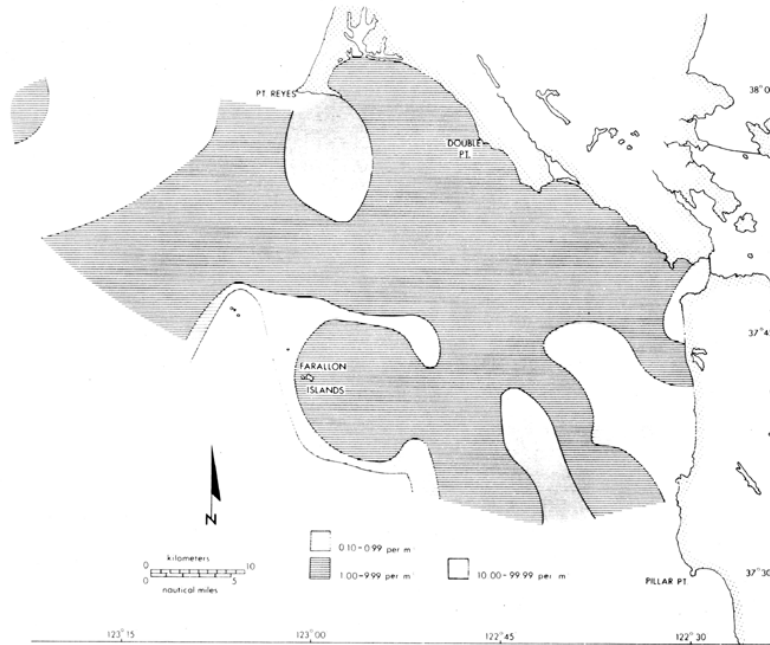 PT REYES
38° 0
DOUBLE
PT.
37° 4
FARALLON
ISLANDS
N
kilometers
0 10
0 5
nautical miles
0.10-0.99 per m
1.00-9.99 per m
10.00-99.99 per m
37° 30
PILLAR PT.
123° 15
123° 00
122° 45
122° 30